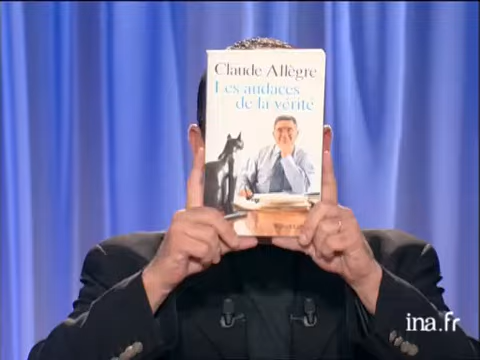 Claude Allègre
Les audaces
de la vérité
ina.fr